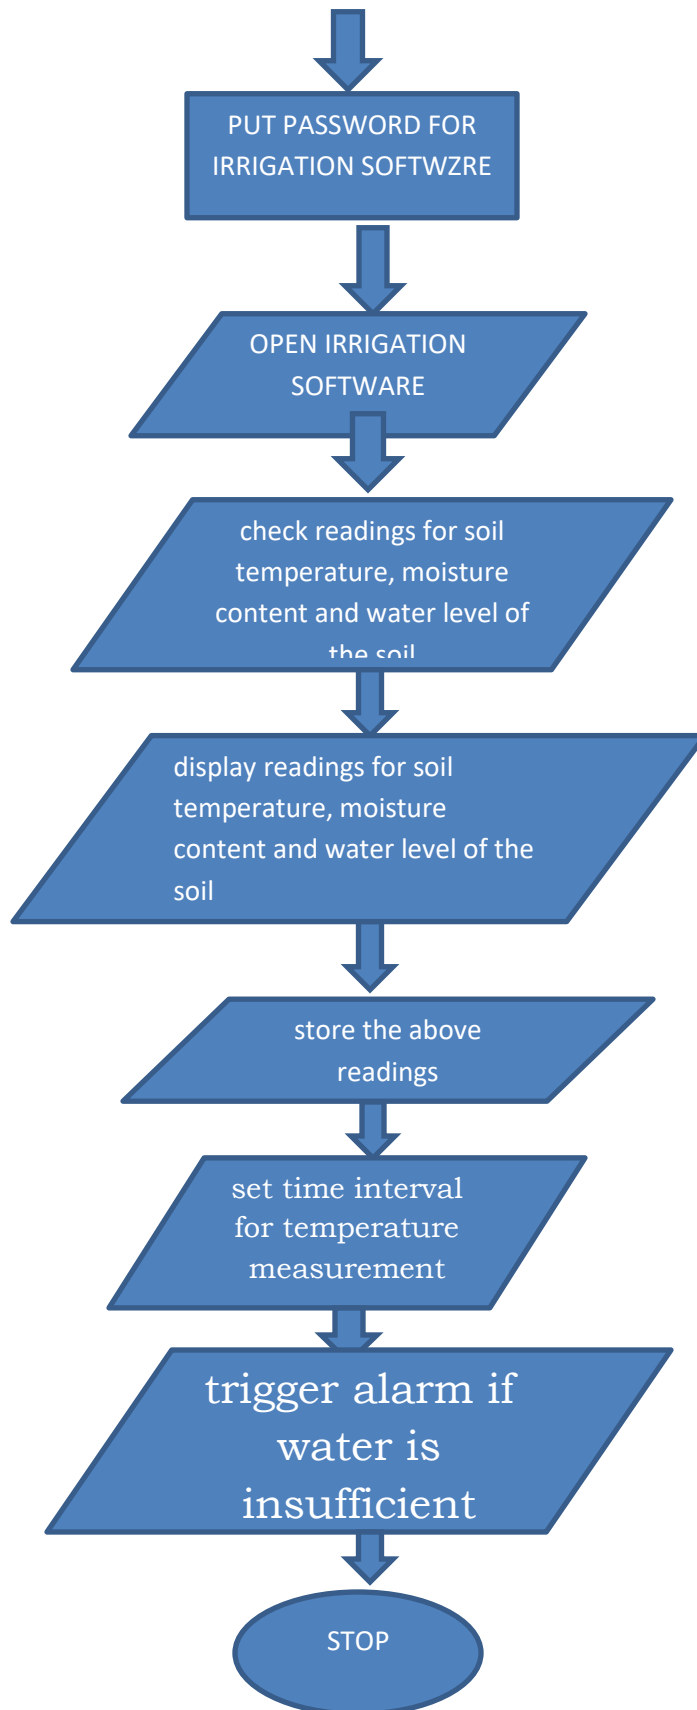 PUT PASSWORD FOR
IRRIGATION SOFTWZRE
OPEN IRRIGATION
SOFTWARE
check readings for soil
temperature, moisture
content and water level of
the soil
display readings for soil
temperature, moisture
content and water level of the
soil
store the above
readings
set time interval
for temperature
measurement
trigger alarm if
water is
insufficient
STOP